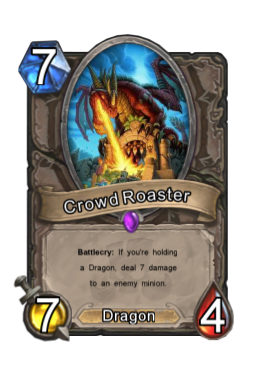 7
Crowd Roaster
Battlecry: If you're holding
a Dragon, deal 7 damage
to an enemy minion.
7
Dragon
4